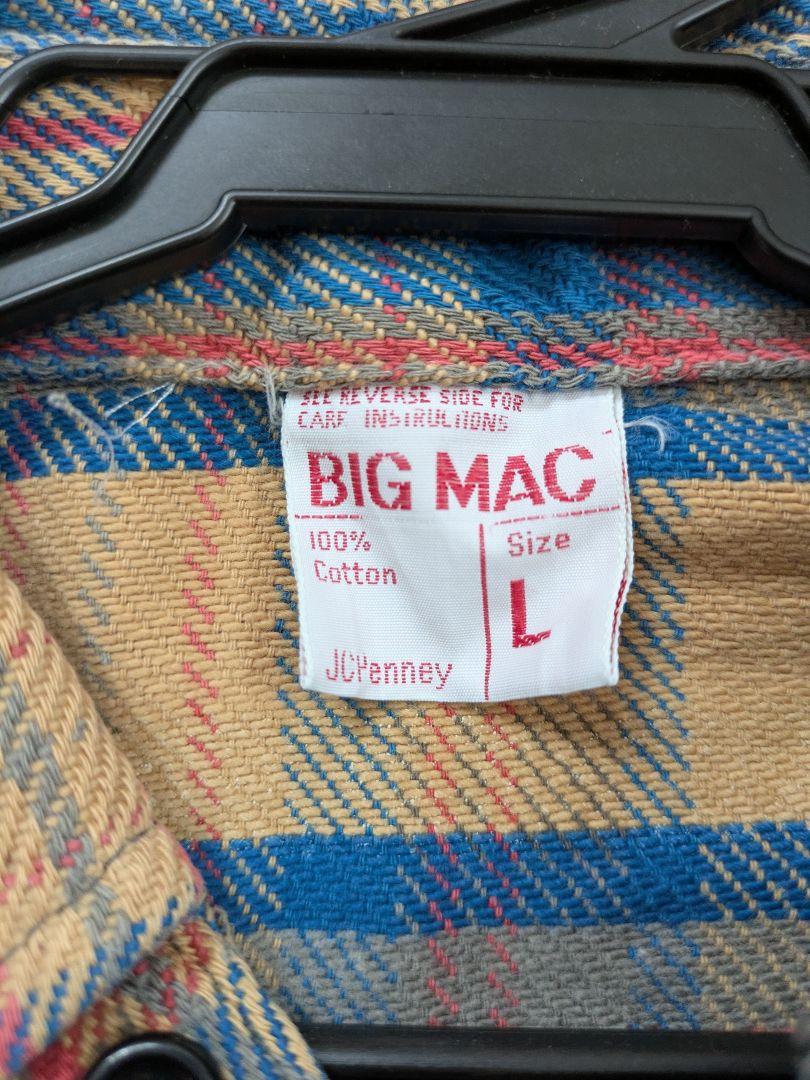 SEE REVERSE SIDE FOR
CARE INSTRUCTIONS
BIG MAC
100%
Cotton
Size
L
JCPenney